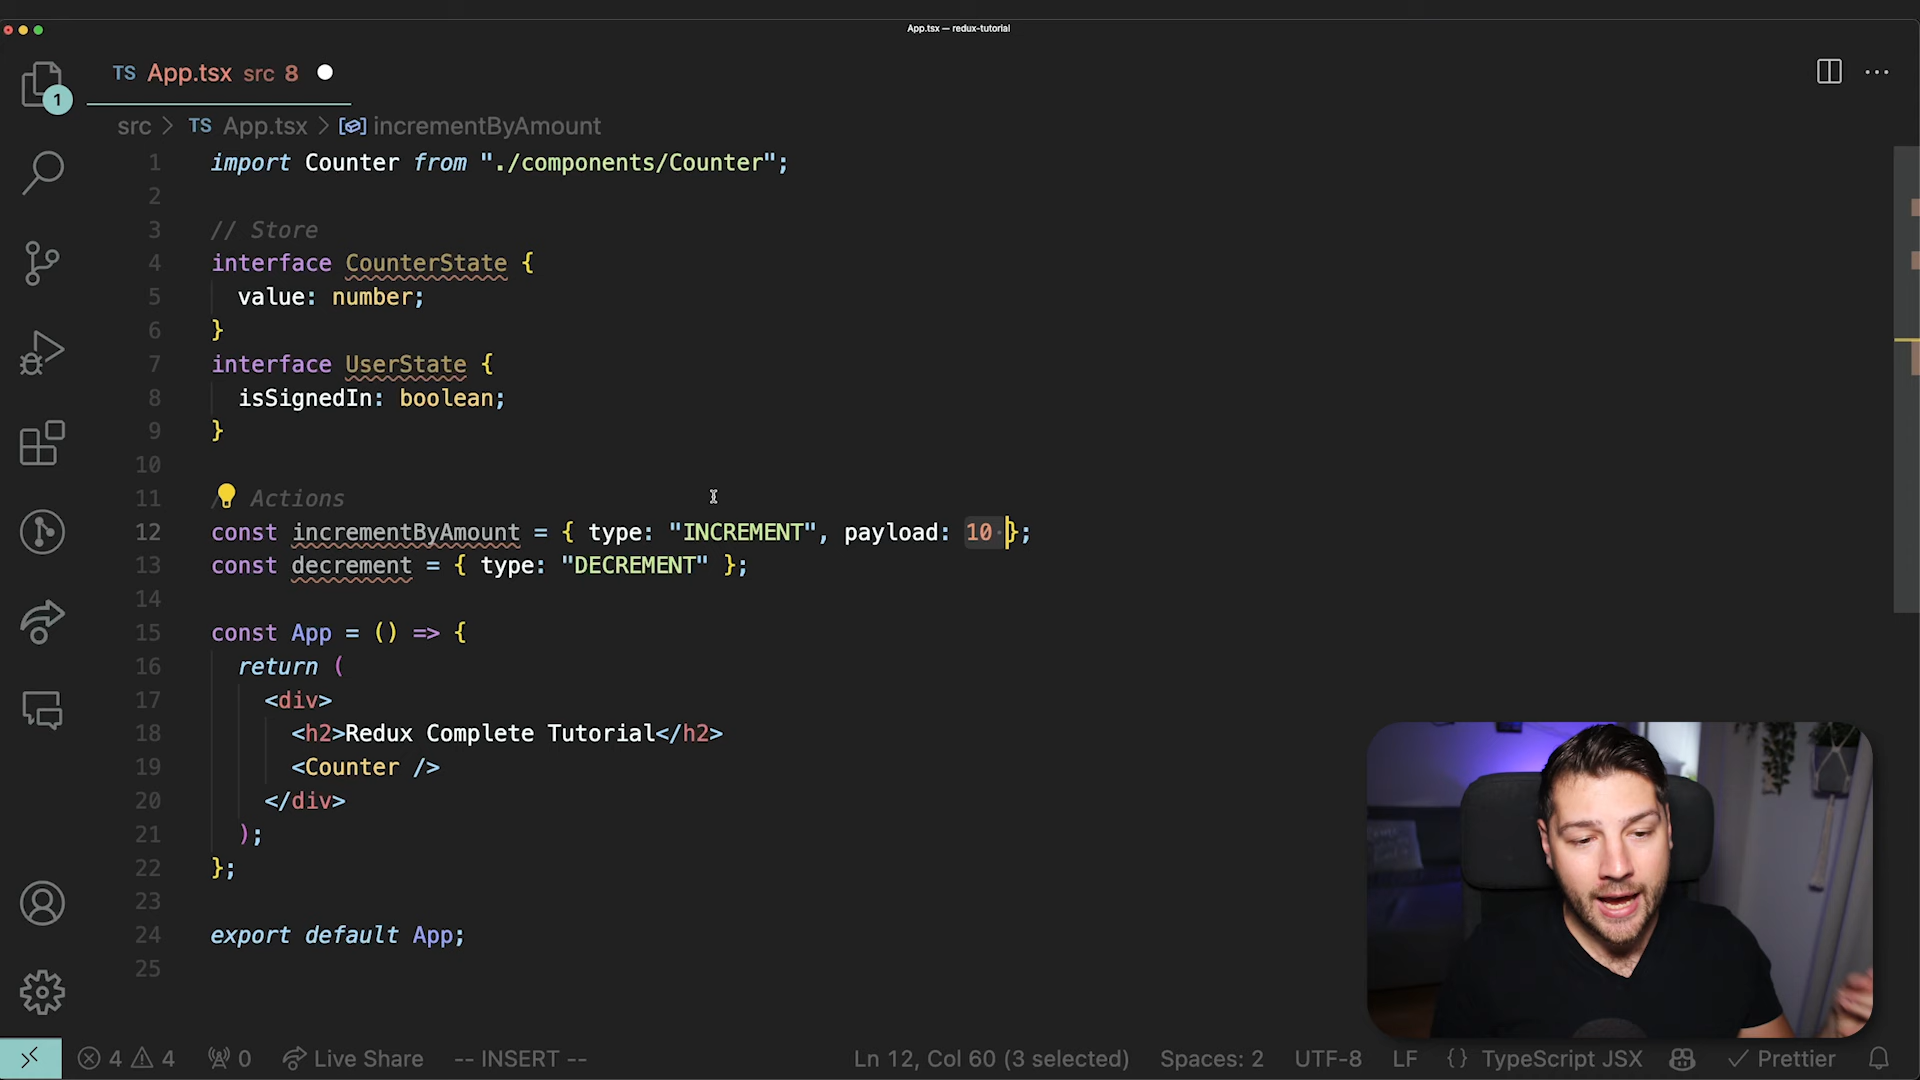 App.tsx — redux-tutorial
TS App.tsx src 8
1
src > TS App.tsx > incrementByAmount
1 import Counter from "./components/Counter";
2
3 // Store
4 interface CounterState {
5 value: number;
6 }
7 interface UserState {
8 isSignedIn: boolean;
9 }
10
11 / Actions
12 const incrementByAmount = { type: "INCREMENT", payload: 10 };
13 const decrement = { type: "DECREMENT" };
14
15 const App = () => {
16 return (
17 <div>
18 <h2>Redux Complete Tutorial</h2>
19 <Counter />
20 </div>
21 );
22 };
23
24 export default App;
25
4 4 0 Live Share -- INSERT -- Ln 12, Col 60 (3 selected) Spaces: 2 UTF-8 LF {} TypeScript JSX Prettier